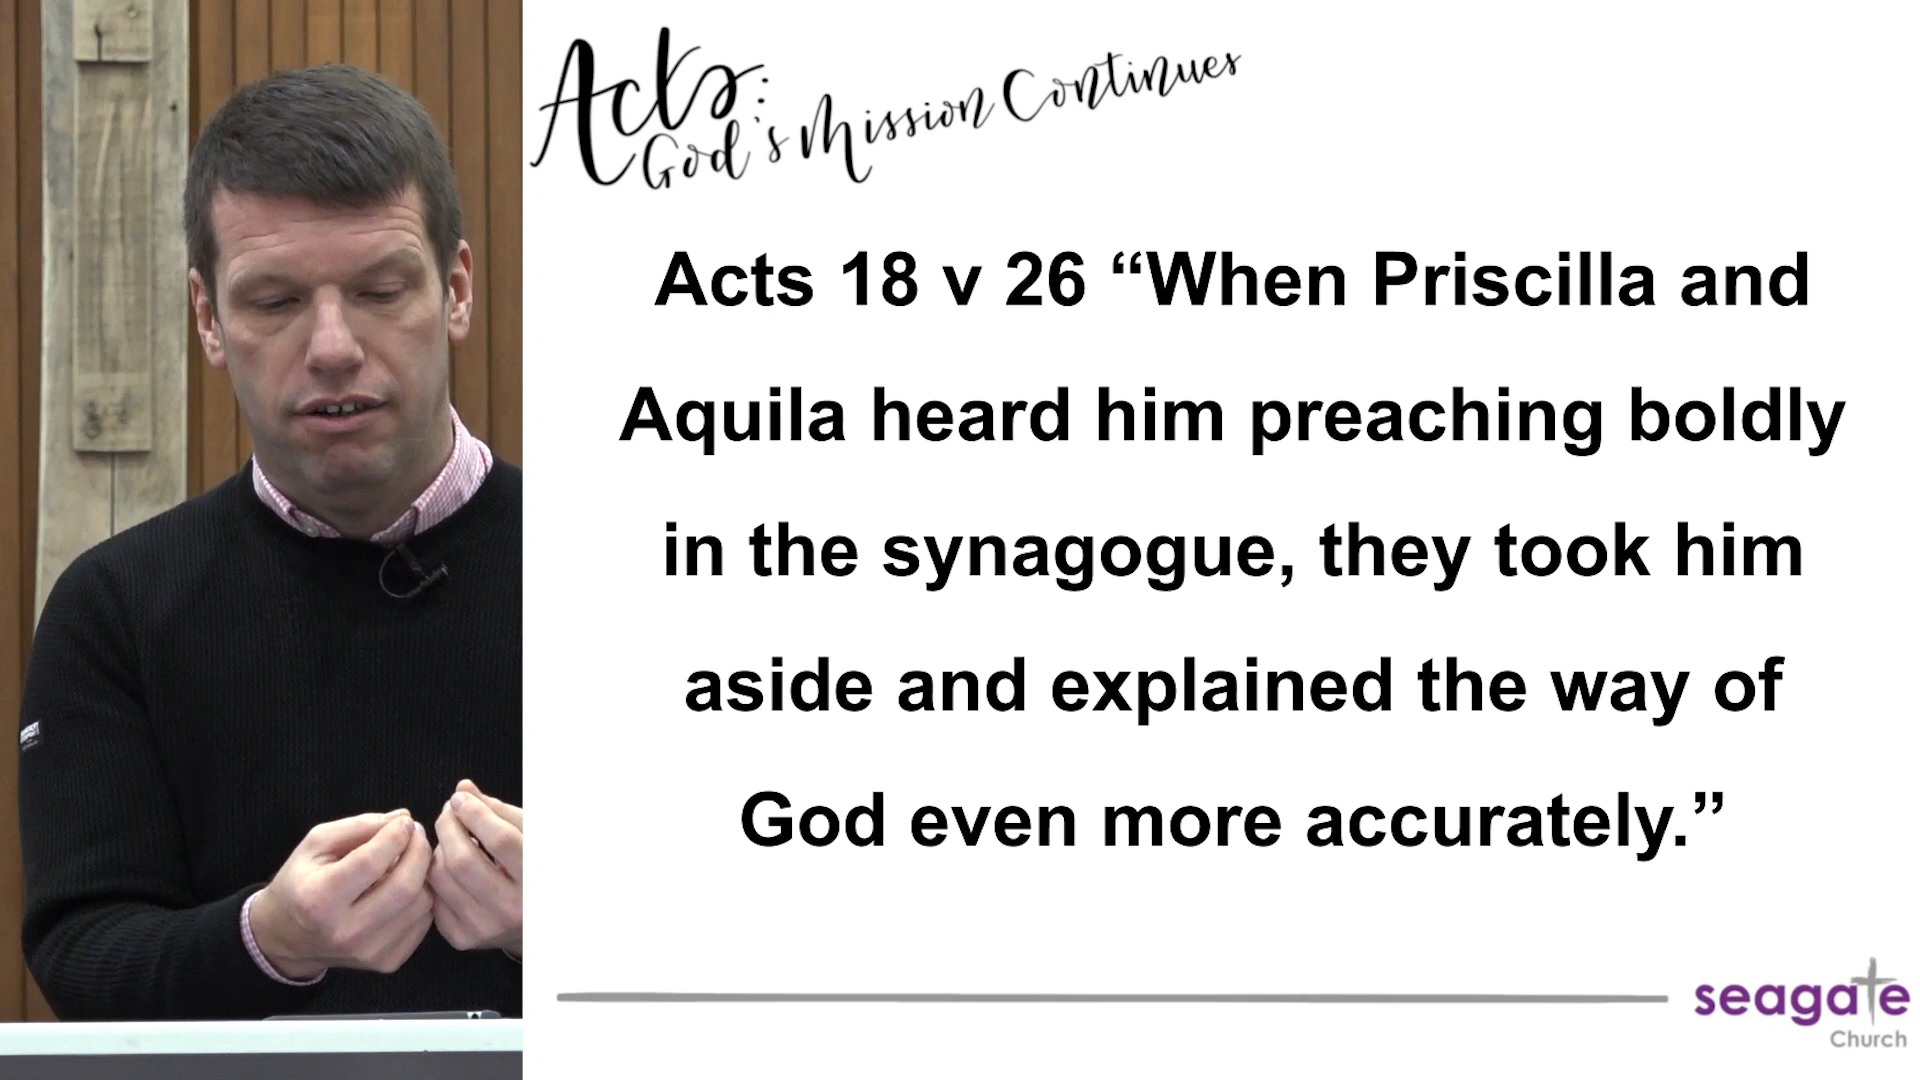 Acts:
God's Mission Continues
Acts 18 v 26 “When Priscilla and
Aquila heard him preaching boldly
in the synagogue, they took him
aside and explained the way of
God even more accurately.”
seagate
Church